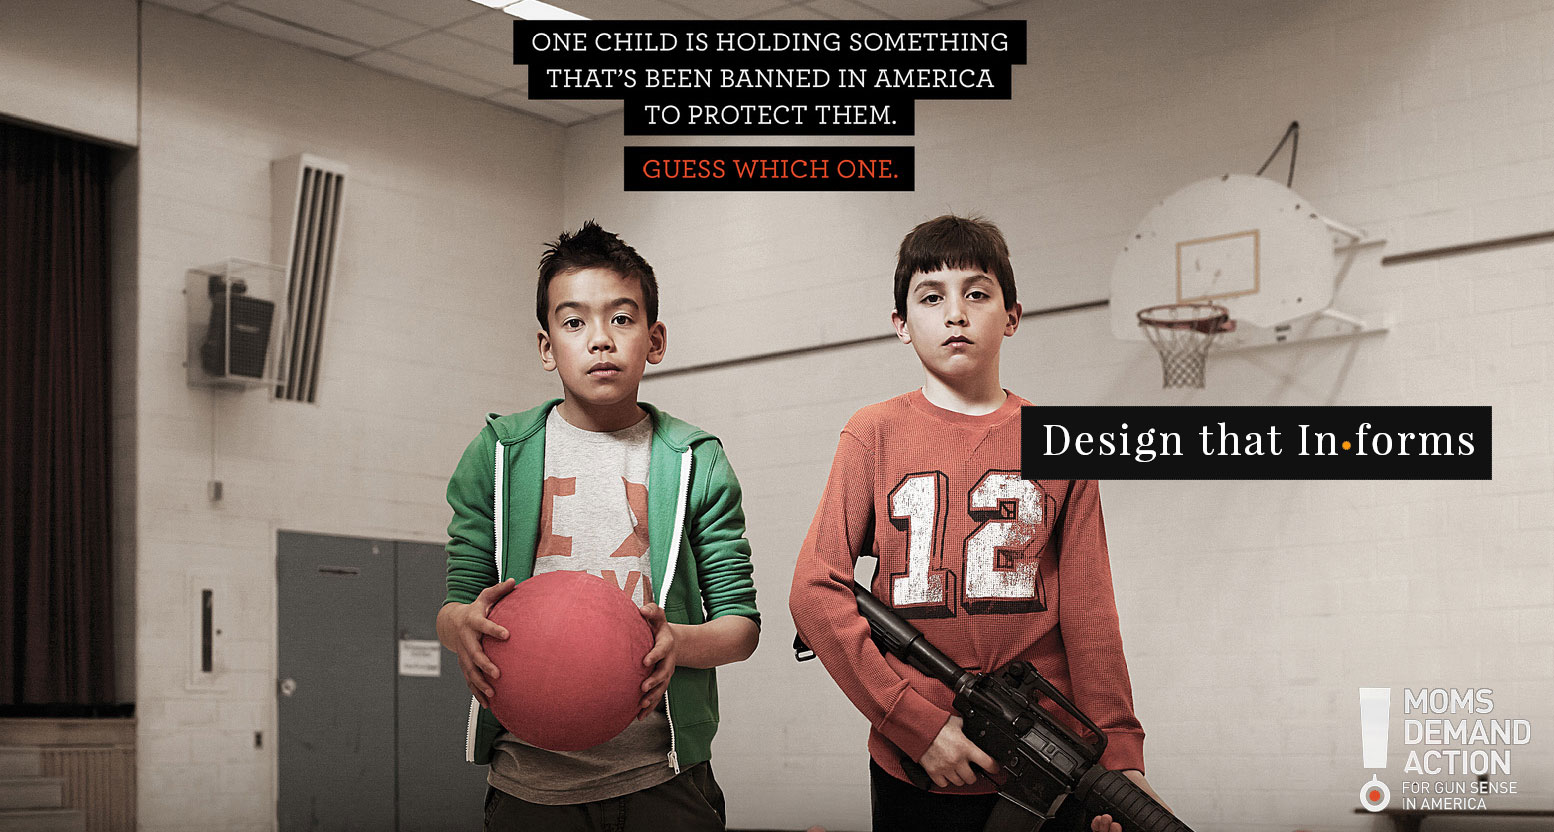 ONE CHILD IS HOLDING SOMETHING
THAT'S BEEN BANNED IN AMERICA
TO PROTECT THEM.
GUESS WHICH ONE.
Design that In•forms
12
MOMS
DEMAND
ACTION
FOR GUN SENSE
IN AMERICA